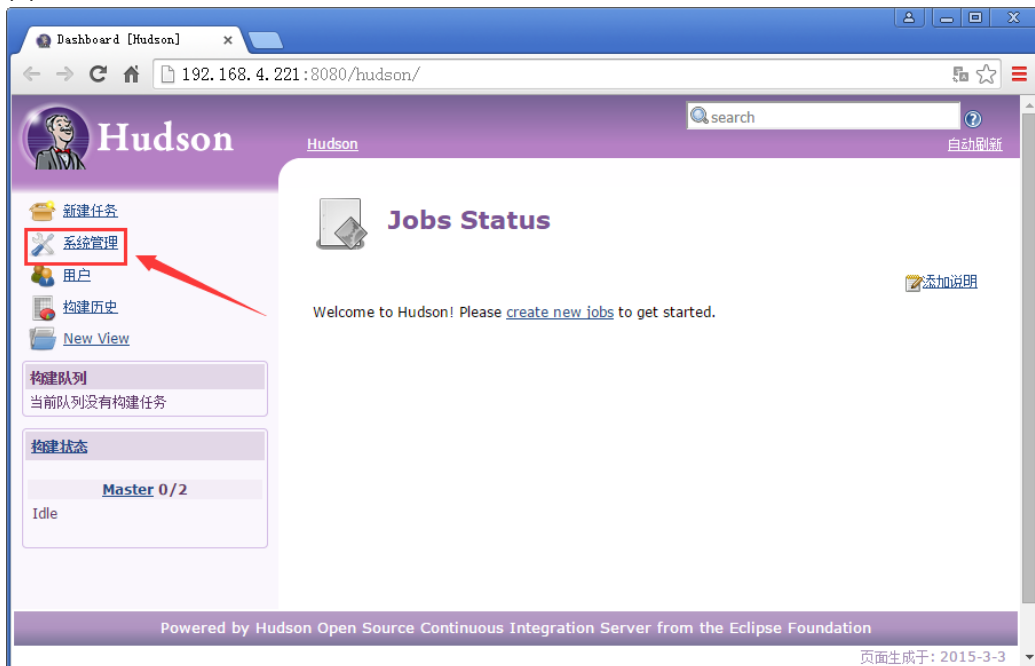 Dashboard [Hudson]
192.168.4.221:8080/hudson/
Hudson
search
Hudson
自动刷新
新建任务
系统管理
用户
构建历史
New View
构建队列
当前队列没有构建任务
构建状态
Master 0/2
Idle
Jobs Status
添加说明
Welcome to Hudson! Please create new jobs to get started.
Powered by Hudson Open Source Continuous Integration Server from the Eclipse Foundation
页面生成于: 2015-3-3